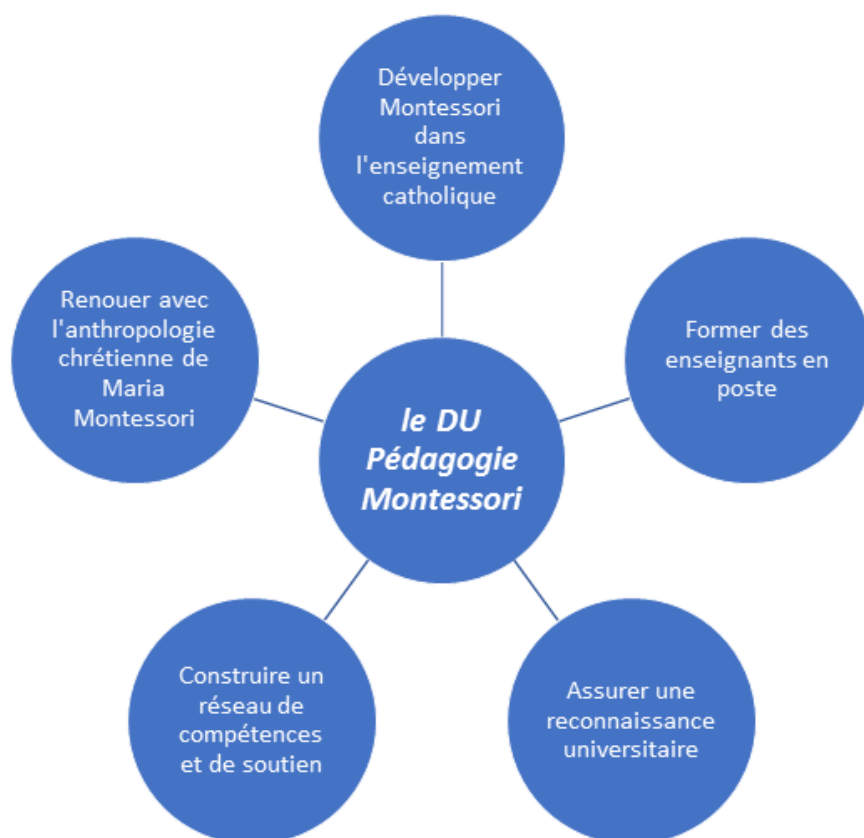 Développer
Montessori
dans
l'enseignement
catholique
Renouer avec
l'anthropologie
chrétienne de
Maria
Montessori
Former des
enseignants en
poste
le DU
Pédagogie
Montessori
Construire un
réseau de
compétences
et de soutien
Assurer une
reconnaissance
universitaire